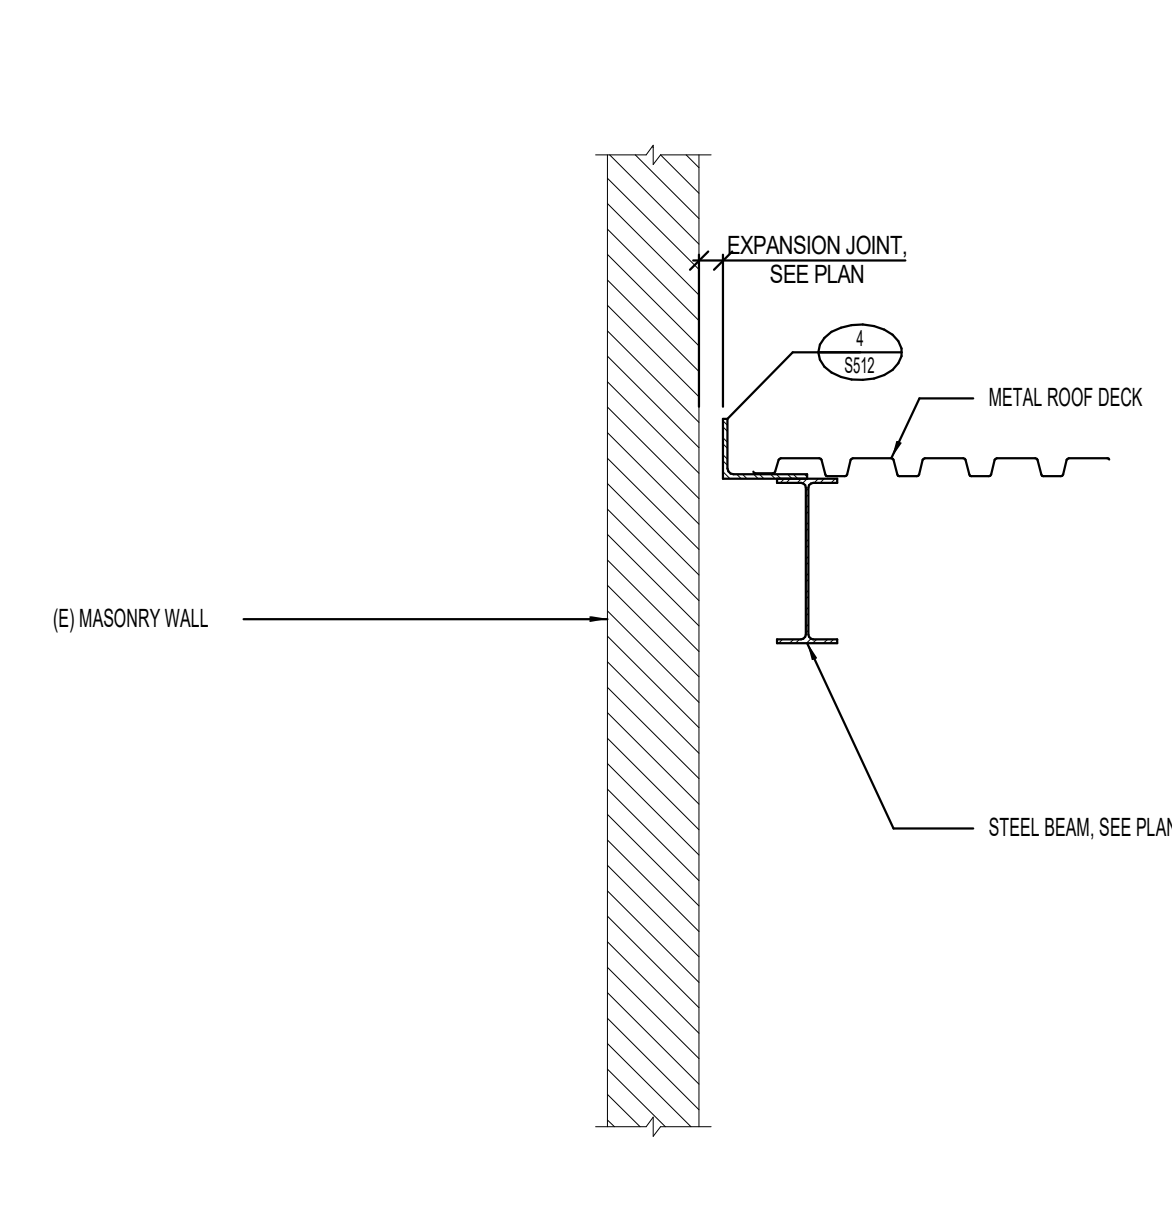 EXPANSION JOINT,
SEE PLAN
4
S512
METAL ROOF DECK
(E) MASONRY WALL
STEEL BEAM, SEE PLAN